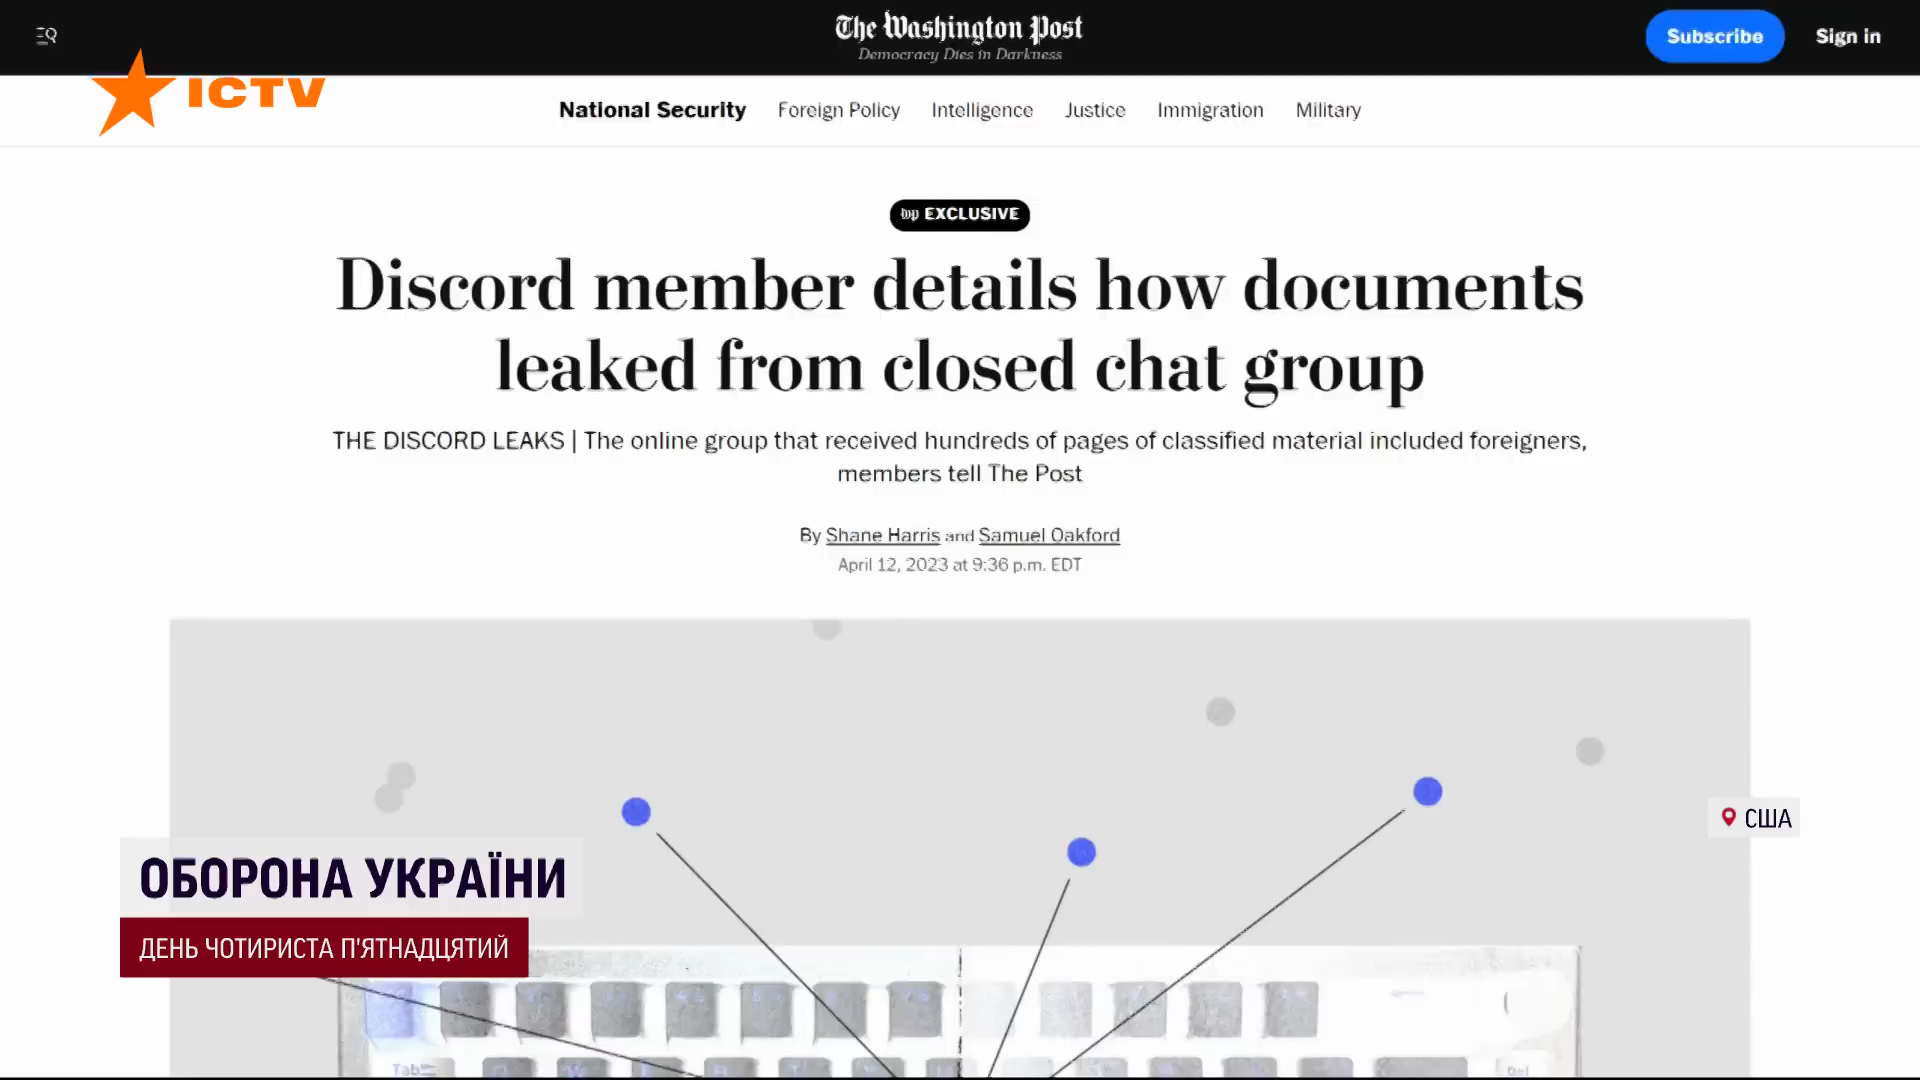 The Washington Post
Democracy Dies in Darkness
Subscribe
Sign in
ICTV
National Security
Foreign Policy
Intelligence
Justice
Immigration
Military
wp EXCLUSIVE
Discord member details how documents
leaked from closed chat group
THE DISCORD LEAKS | The online group that received hundreds of pages of classified material included foreigners,
members tell The Post
By Shane Harris and Samuel Oakford
April 12, 2023 at 9:36 p.m. EDT
США
ОБОРОНА УКРАЇНИ
ДЕНЬ ЧОТИРИСТА П'ЯТНАДЦЯТИЙ
Tab
Del